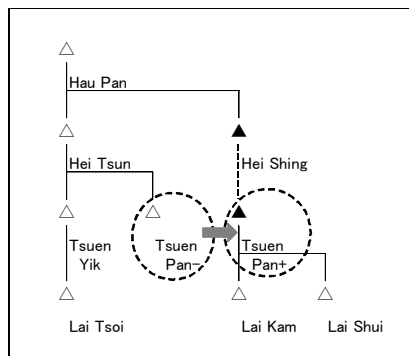 Hau Pan
Hei Tsun
Hei Shing
Tsuen
Yik
Tsuen
Pan-
Tsuen
Pan+
Lai Tsoi
Lai Kam
Lai Shui